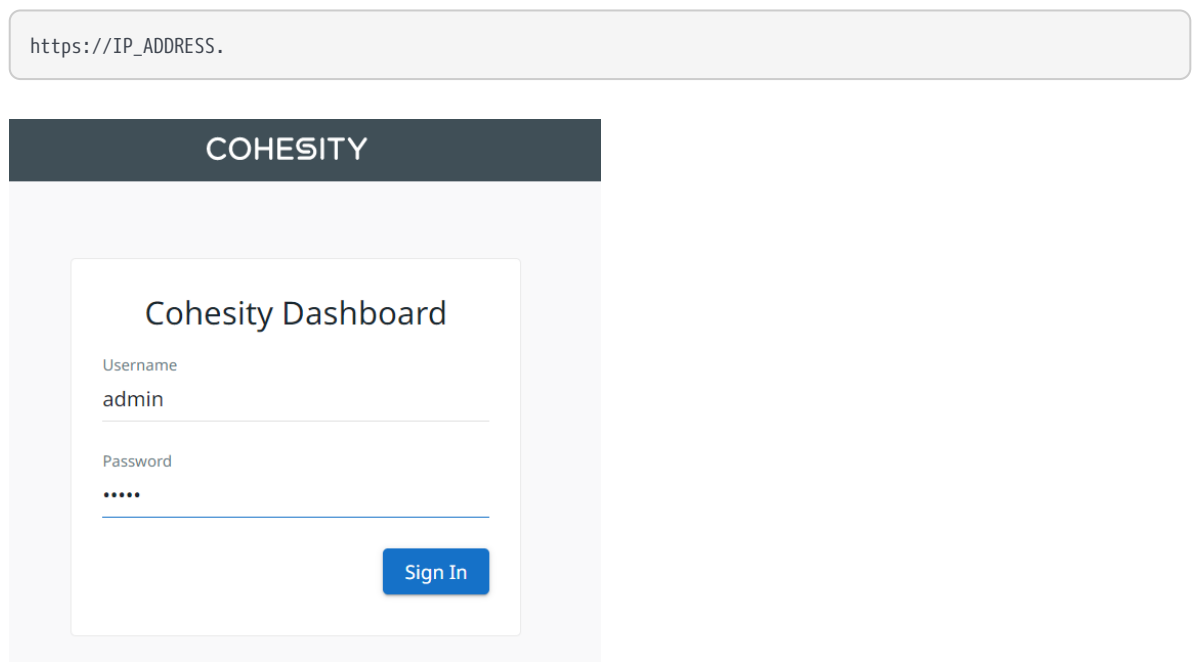 https://IP_ADDRESS.
COHESITY
Cohesity Dashboard
Username
admin
Password
•••••
Sign In